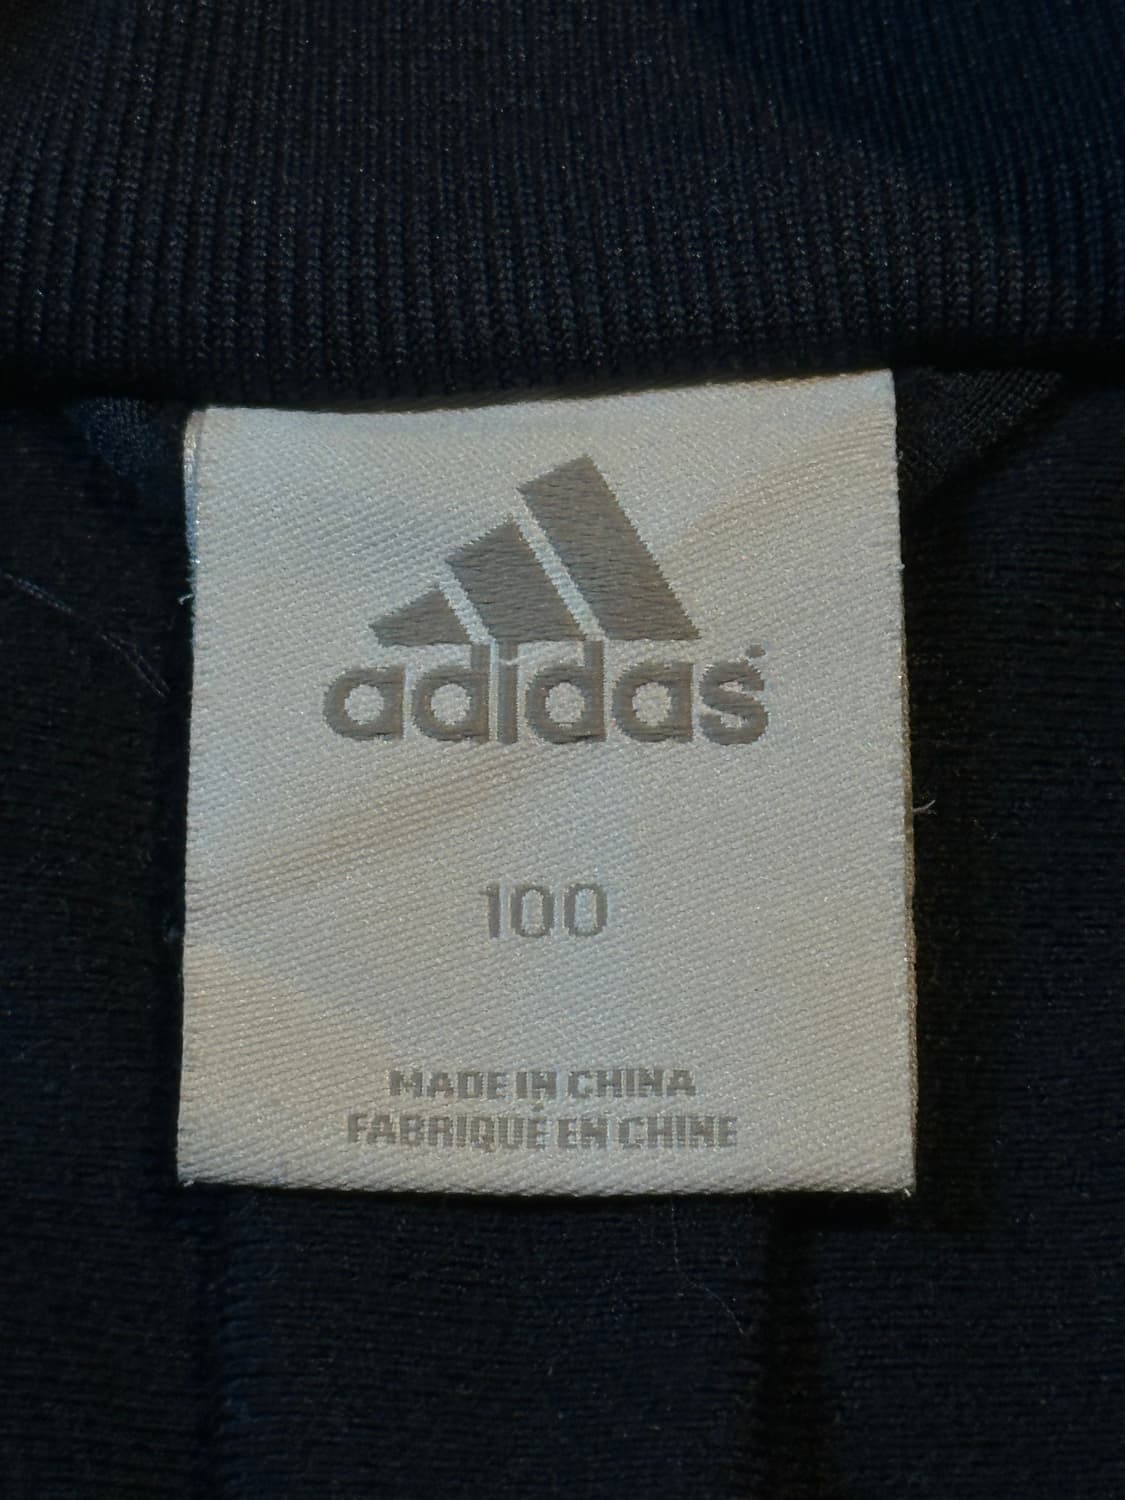 adidas
100
MADE IN CHINA
FABRIQUÉ EN CHINE